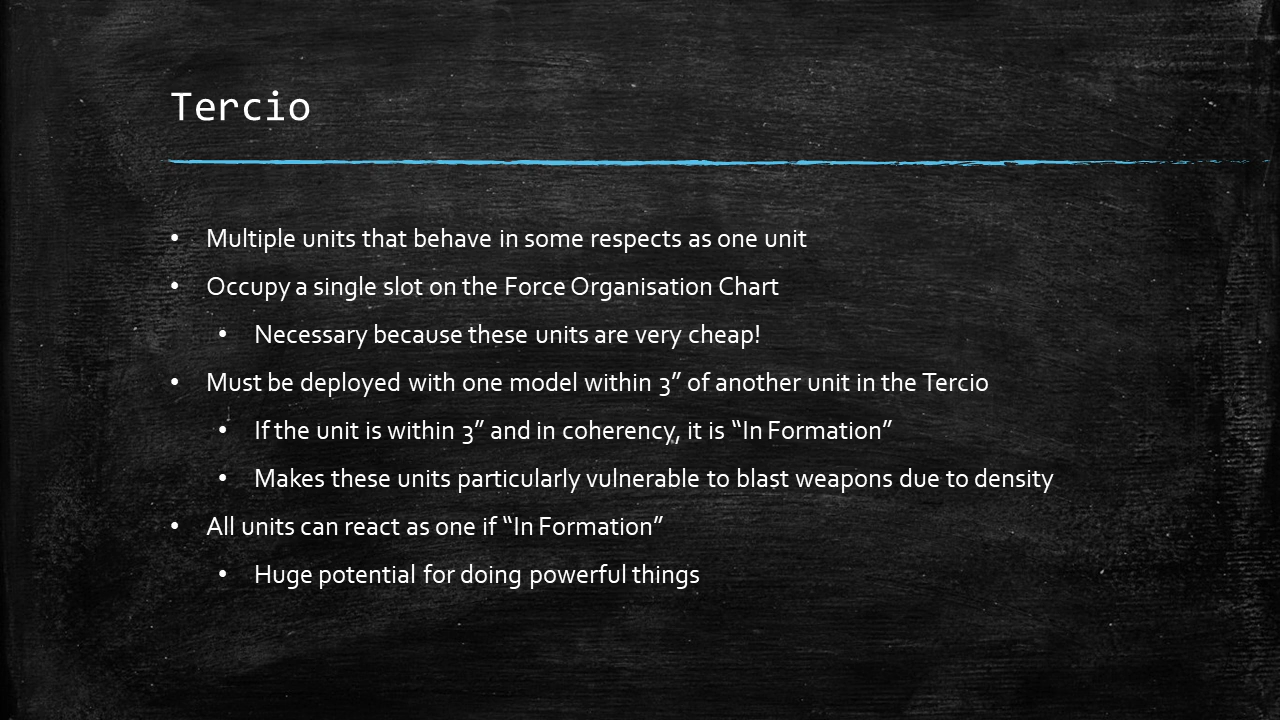 Tercio
• Multiple units that behave in some respects as one unit
• Occupy a single slot on the Force Organisation Chart
• Necessary because these units are very cheap!
• Must be deployed with one model within 3” of another unit in the Tercio
• If the unit is within 3” and in coherency, it is “In Formation”
• Makes these units particularly vulnerable to blast weapons due to density
• All units can react as one if “In Formation”
• Huge potential for doing powerful things